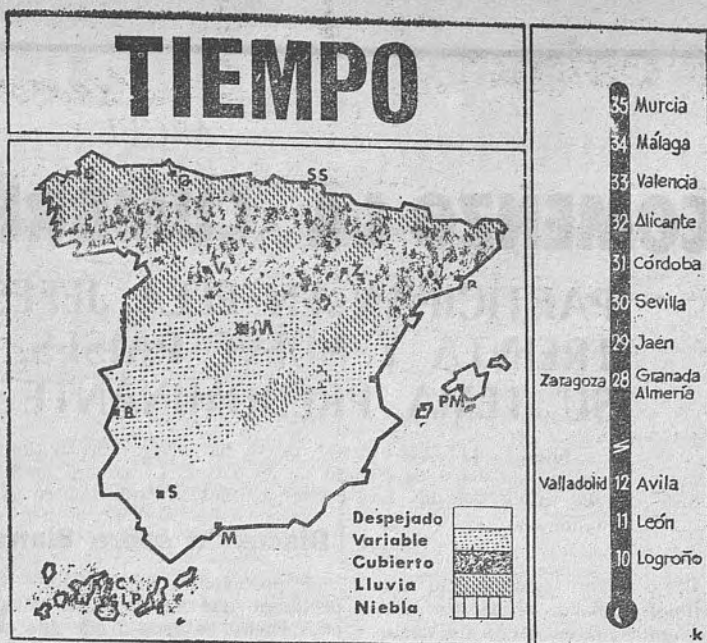 TIEMPO
SS
Z
M
B
PM
B
S
M
Despejado
Variable
Cubierto
Lluvia
Niebla
C
LP
35 Murcia
34 Málaga
33 Valencia
32 Alicante
31 Córdoba
30 Sevilla
29 Jaén
Zaragoza 28 Granada
Almería
Valladolid 12 Avila
11 León
10 Logroño
k